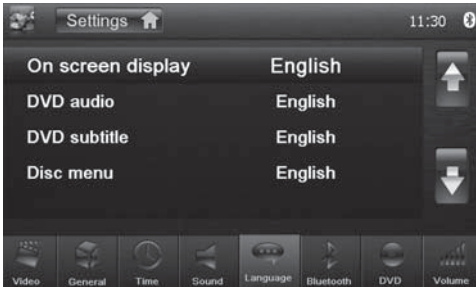 Settings 11:30
On screen display English
DVD audio English
DVD subtitle English
Disc menu English
Video General Time Sound Language Bluetooth DVD Volume